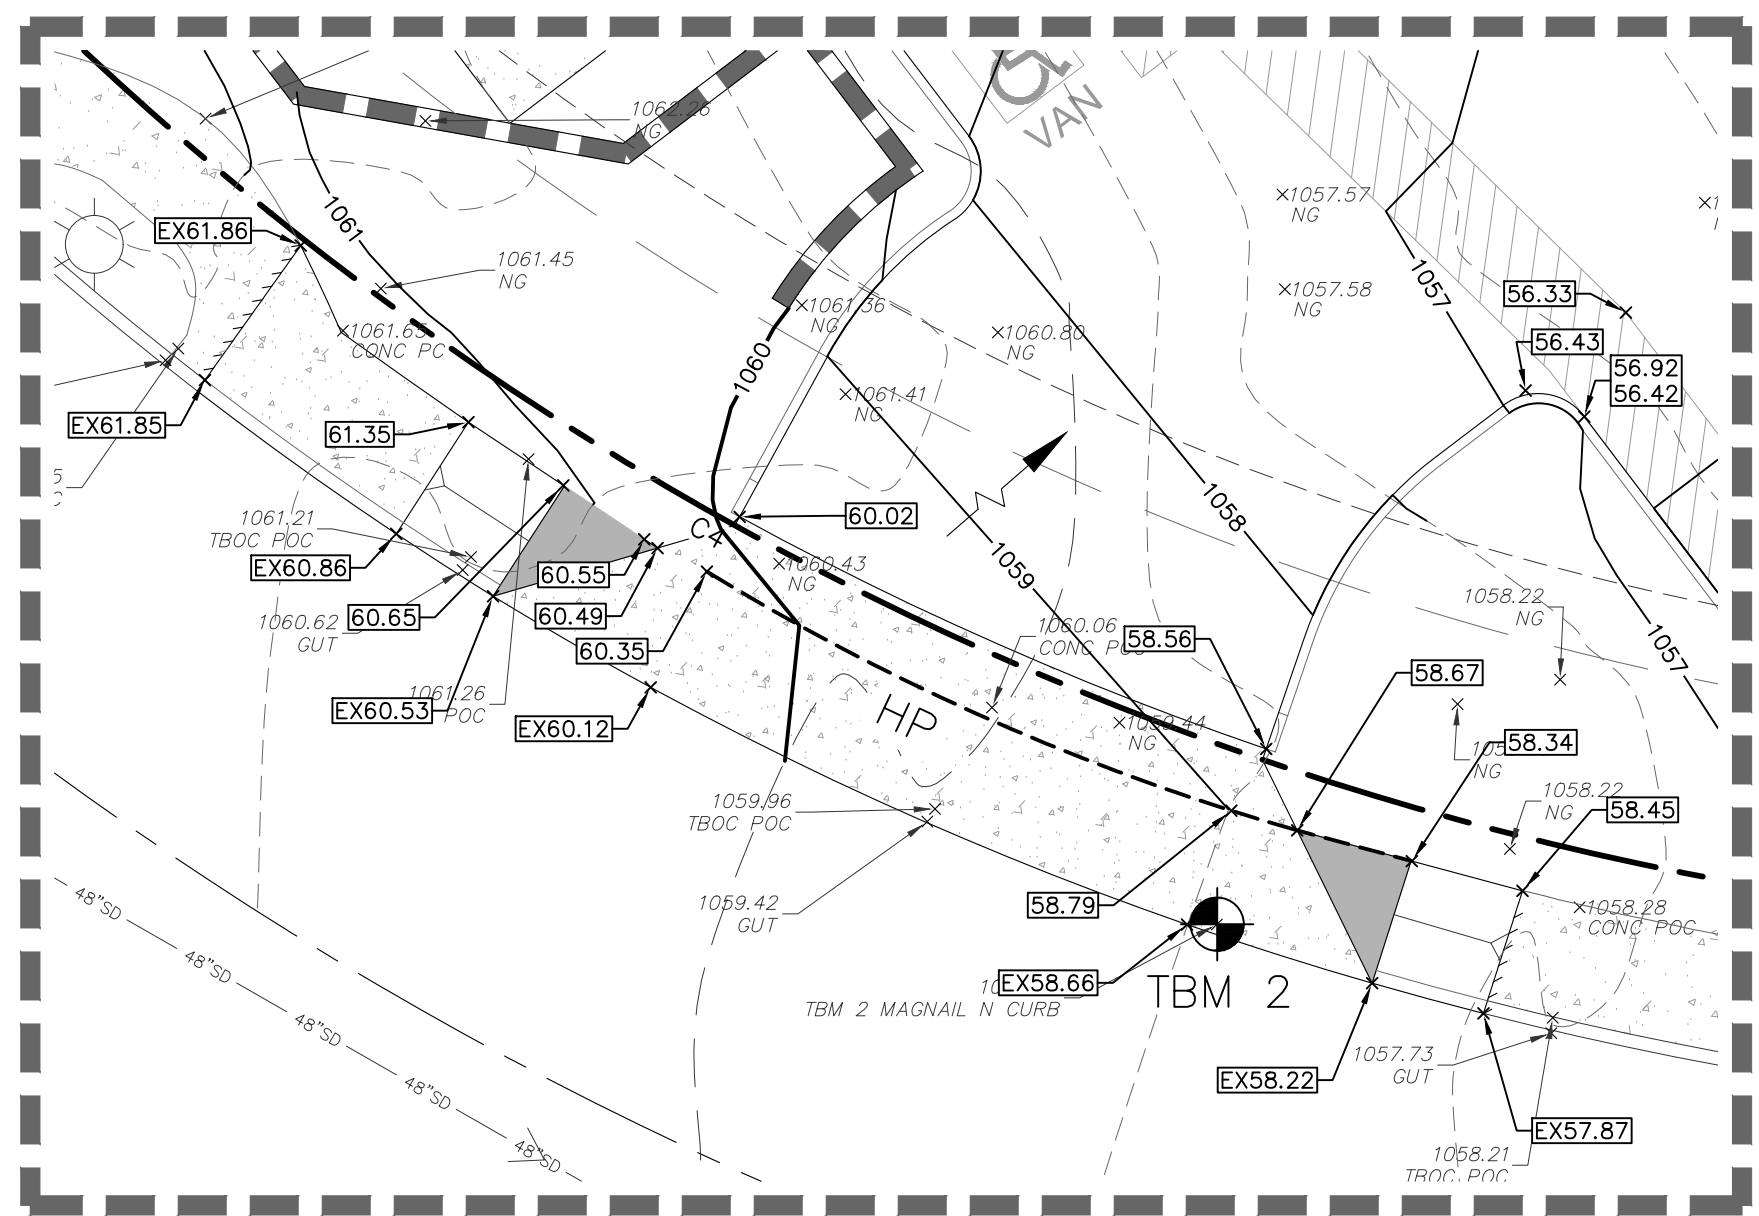 1062.26
NG
VAN
1057.57
NG
EX61.86
1061
1061.45
NG
1057
1057.58
NG
56.33
1061.65
CONC PC
1061.36
NG
1060.80
NG
56.43
56.92
56.42
1060
1061.41
NG
EX61.85
61.35
1058
60.02
C4
1061.21
TBOC POC
EX60.86
60.55
1060.43
NG
1059
60.65
60.49
1060.62
GUT
60.35
1060.06
CONC POC
58.56
1058.22
NG
1057
58.67
1061.26
POC
EX60.53
EX60.12
HP
1059.44
NG
58.34
NG
1058.22
NG
58.45
1059.96
TBOC POC
1059.42
GUT
58.79
1058.28
CONC POC
48"SD
48"SD
48"SD
48"SD
48"SD
EX58.66
TBM 2 MAGNAIL N CURB
TBM 2
1057.73
GUT
EX58.22
EX57.87
1058.21
TBOC POC